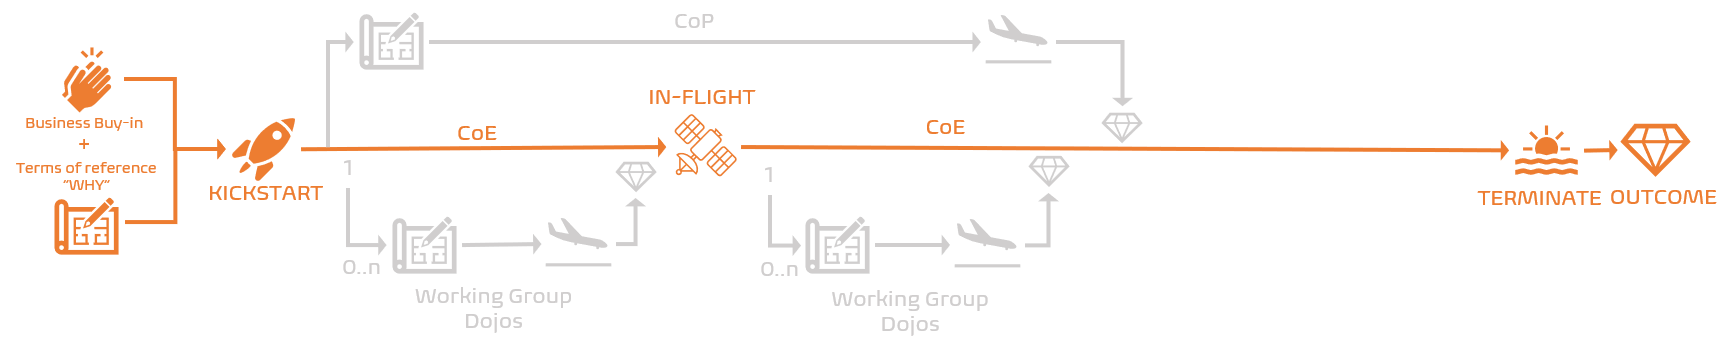 CoP
Business Buy-in
+
Terms of reference
“WHY”
KICKSTART
CoE
IN-FLIGHT
CoE
TERMINATE
OUTCOME
1
0..n
Working Group
Dojos
1
0..n
Working Group
Dojos